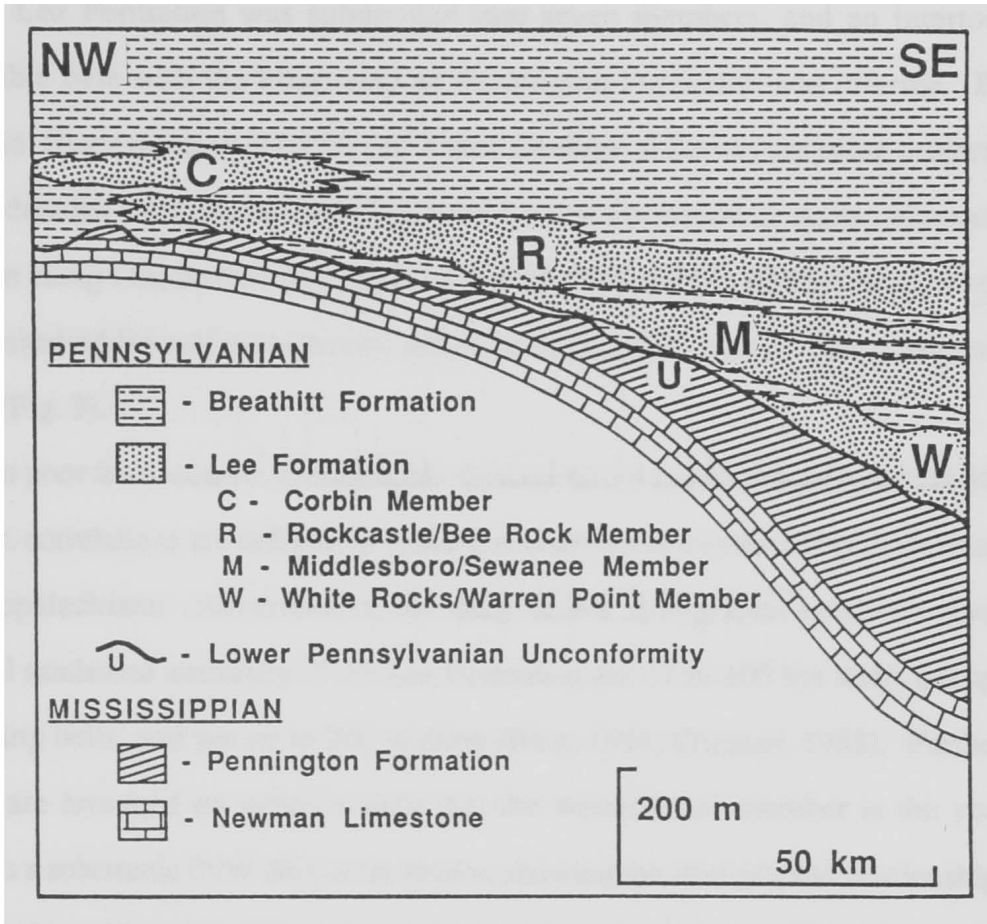 NW SE
C
R
M
U
W
PENNSYLVANIAN
- Breathitt Formation
- Lee Formation
C - Corbin Member
R - Rockcastle/Bee Rock Member
M - Middlesboro/Sewanee Member
W - White Rocks/Warren Point Member
U - Lower Pennsylvanian Unconformity
MISSISSIPPIAN
- Pennington Formation
- Newman Limestone
200 m
50 km